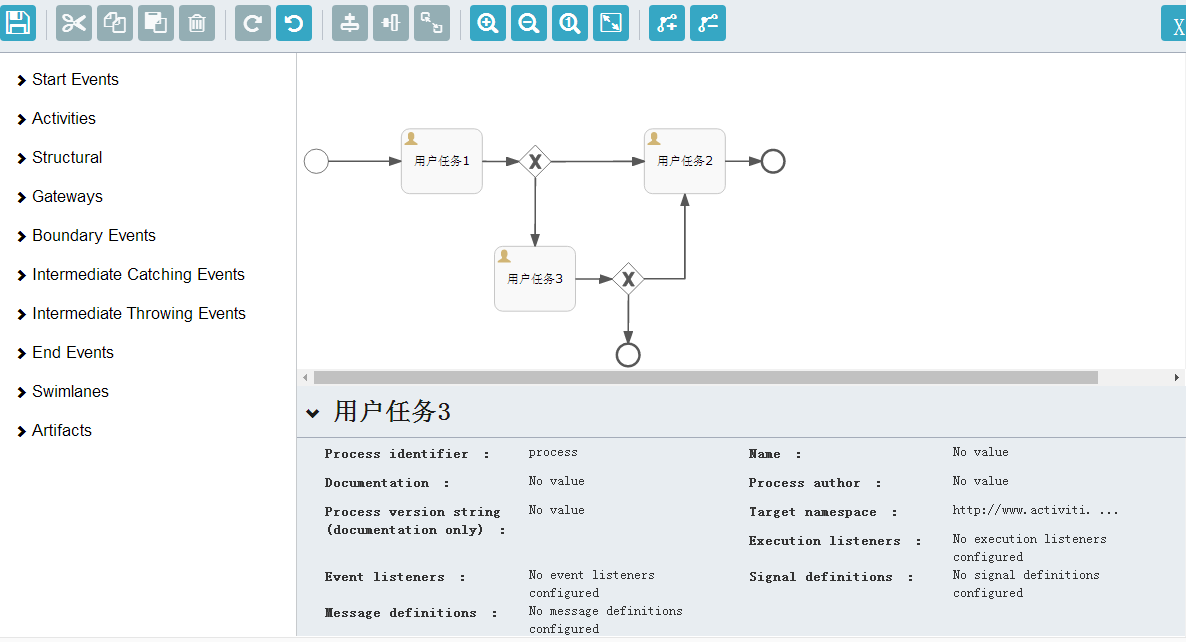 X
Start Events
Activities
Structural
Gateways
Boundary Events
Intermediate Catching Events
Intermediate Throwing Events
End Events
Swimlanes
Artifacts
用户任务1
X
用户任务2
用户任务3
X
用户任务3
Process identifier : process
Name : No value
Documentation : No value
Process author : No value
Process version string
(documentation only) :
No value
Target namespace : http://www.activiti. ...
Execution listeners : No execution listeners
configured
Event listeners : No event listeners
configured
Signal definitions : No signal definitions
configured
Message definitions : No message definitions
configured